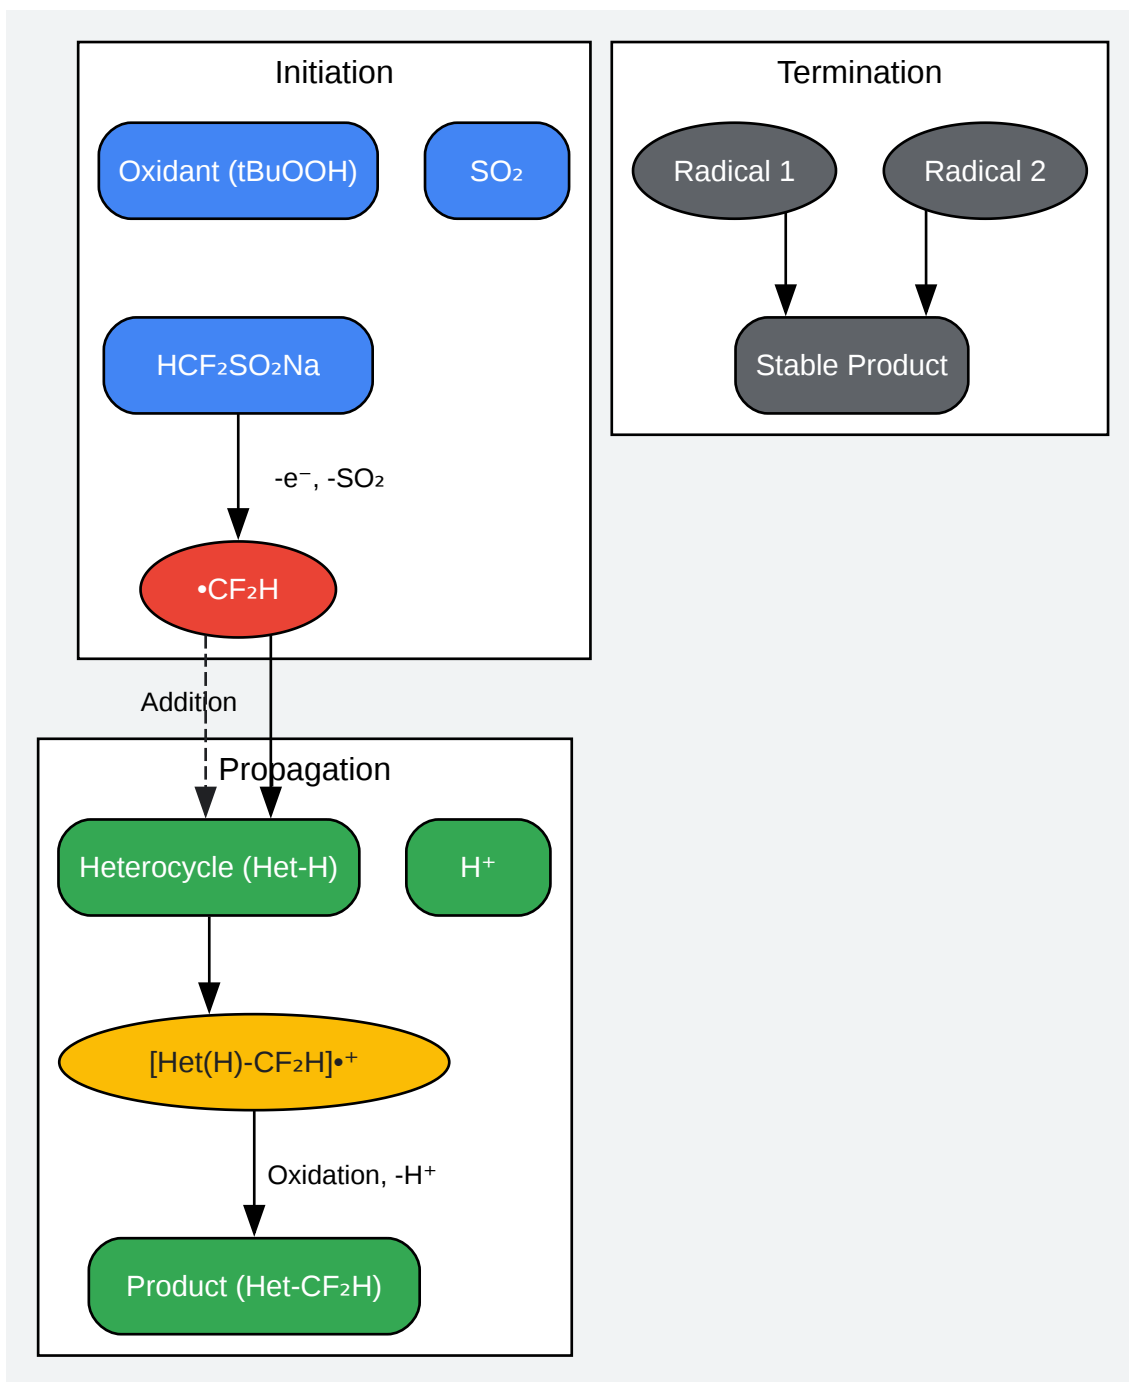 Initiation
Oxidant (tBuOOH)
SO₂
HCF₂SO₂Na
-e⁻, -SO₂
•CF₂H
Addition
Termination
Radical 1
Radical 2
Stable Product
Propagation
Heterocycle (Het-H)
H⁺
[Het(H)-CF₂H]•⁺
Oxidation, -H⁺
Product (Het-CF₂H)